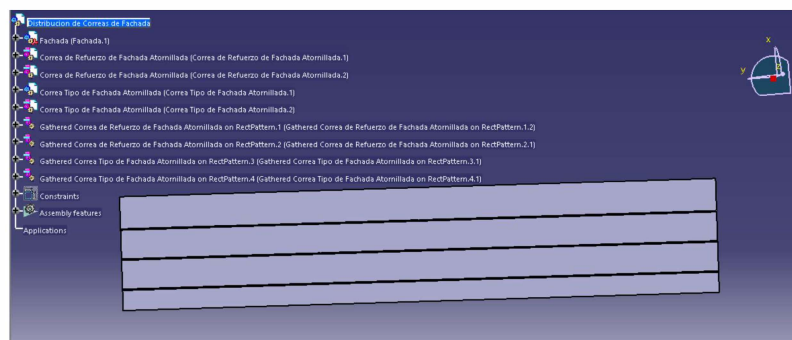 Distribucion de Correas de Fachada
Fachada (Fachada.1)
Correa de Refuerzo de Fachada Atornillada (Correa de Refuerzo de Fachada Atornillada.1)
Correa de Refuerzo de Fachada Atornillada (Correa de Refuerzo de Fachada Atornillada.2)
Correa Tipo de Fachada Atornillada (Correa Tipo de Fachada Atornillada.1)
Correa Tipo de Fachada Atornillada (Correa Tipo de Fachada Atornillada.2)
Gathered Correa de Refuerzo de Fachada Atornillada on RectPattern.1 (Gathered Correa de Refuerzo de Fachada Atornillada on RectPattern.1.2)
Gathered Correa de Refuerzo de Fachada Atornillada on RectPattern.2 (Gathered Correa de Refuerzo de Fachada Atornillada on RectPattern.2.1)
Gathered Correa Tipo de Fachada Atornillada on RectPattern.3 (Gathered Correa Tipo de Fachada Atornillada on RectPattern.3.1)
Gathered Correa Tipo de Fachada Atornillada on RectPattern.4 (Gathered Correa Tipo de Fachada Atornillada on RectPattern.4.1)
Constraints
Assembly features
Applications
x
y
z